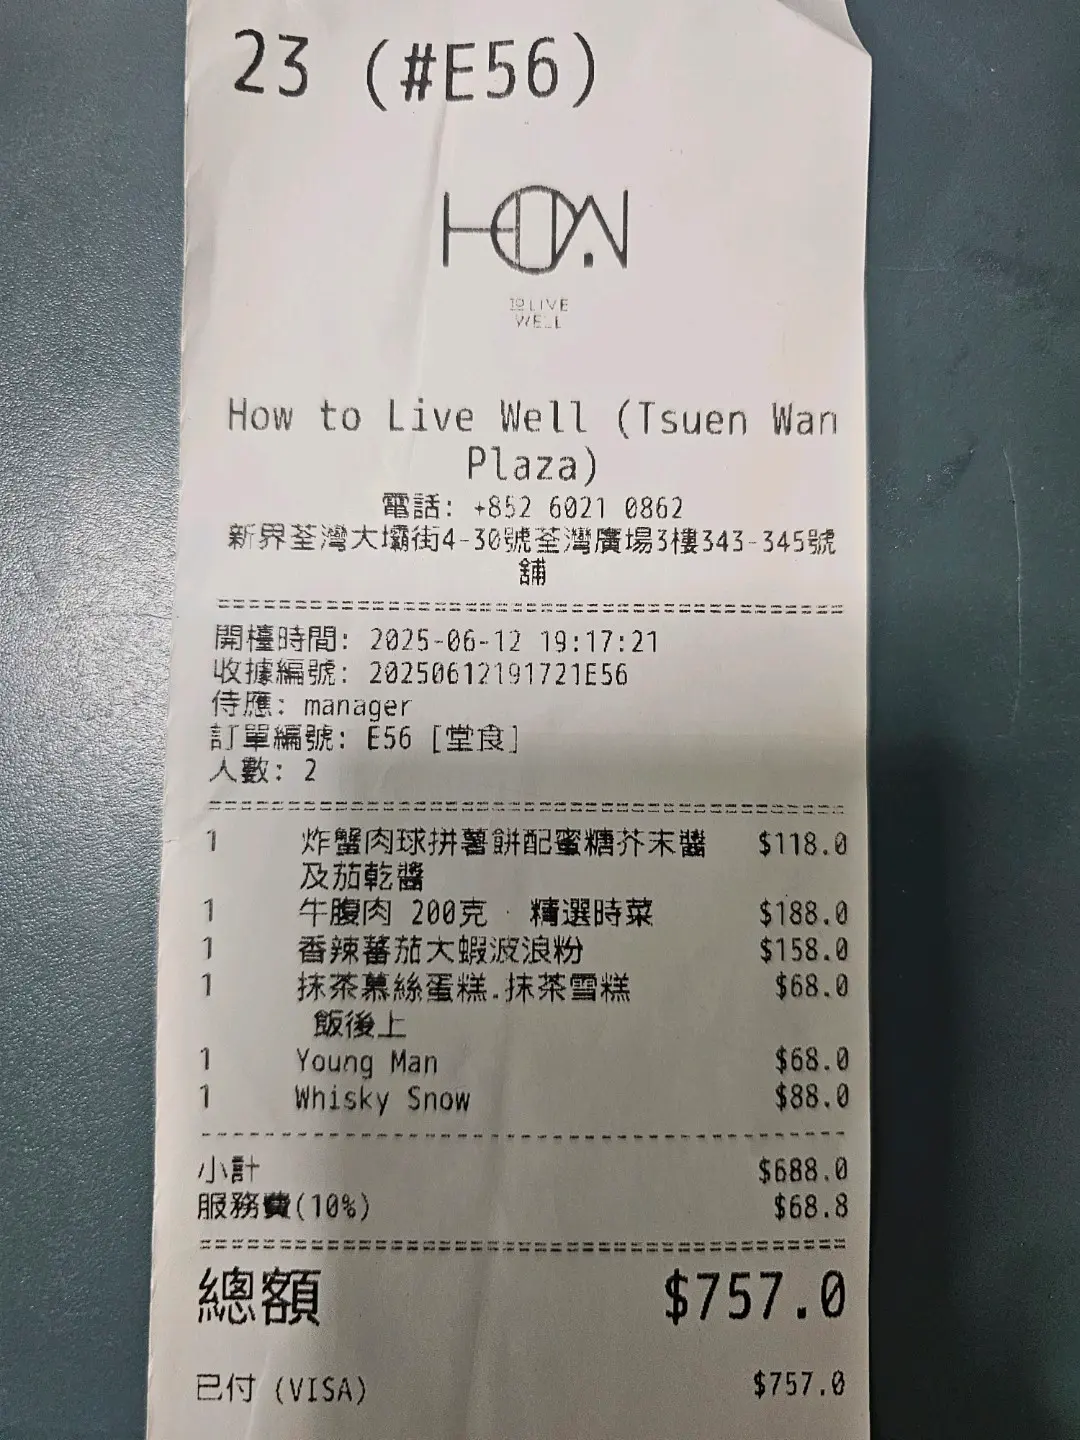 23 (#E56)
HOW
TO LIVE
WELL
How to Live Well (Tsuen Wan
Plaza)
電話: +852 6021 0862
新界荃灣大壩街4-30號荃灣廣場3樓343-345號
舖
開檯時間: 2025-06-12 19:17:21
收據編號: 20250612191721E56
侍應: manager
訂單編號: E56 [堂食]
人數: 2
1 炸蟹肉球拼薯餅配蜜糖芥末醬 $118.0
及茄乾醬
1 牛腹肉 200克 · 精選時菜 $188.0
1 香辣蕃茄大蝦波浪粉 $158.0
1 抹茶慕絲蛋糕.抹茶雪糕 $68.0
飯後上
1 Young Man $68.0
1 Whisky Snow $88.0
小計 $688.0
服務費(10%) $68.8
總額 $757.0
已付 (VISA) $757.0